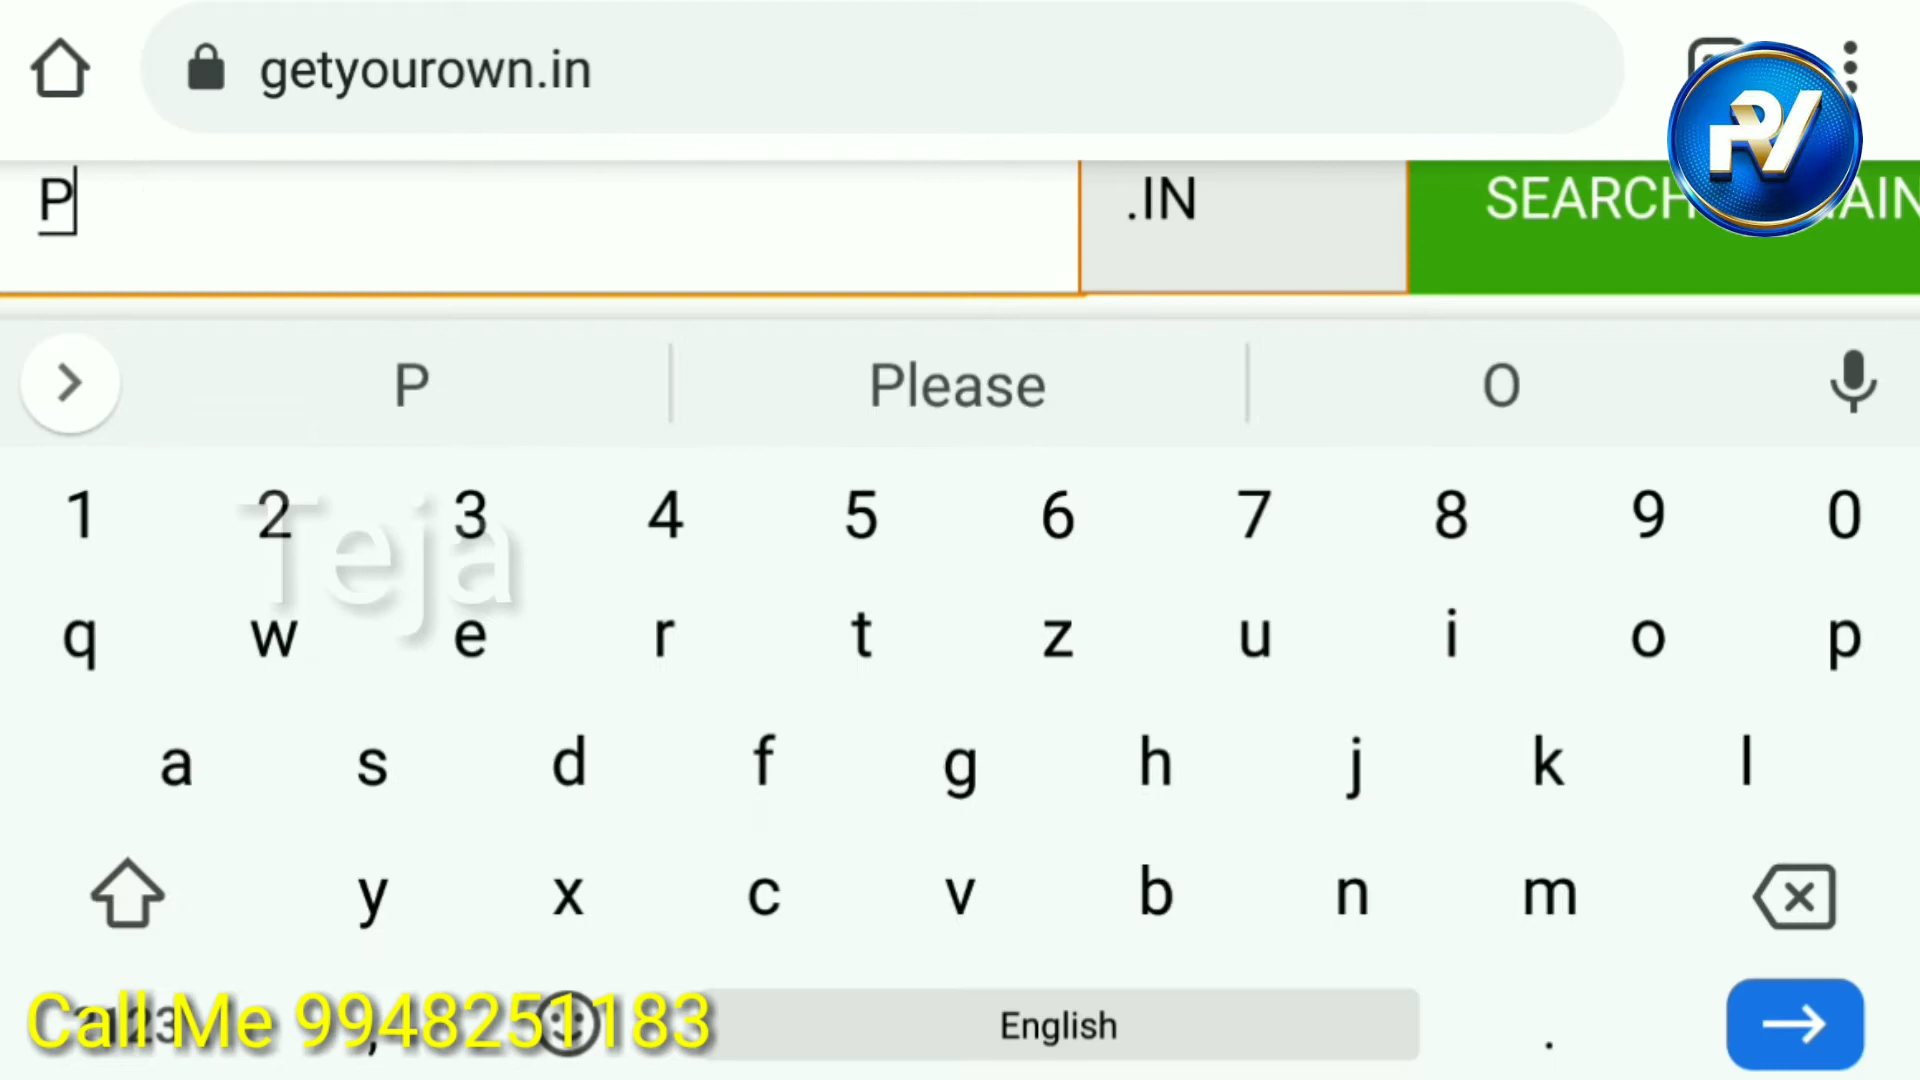 getyourown.in
P
.IN
SEARCH
P Please O
1 2 3 4 5 6 7 8 9 0
Teja
q w e r t z u i o p
a s d f g h j k l
y x c v b n m
Call Me 9948251183
, English .